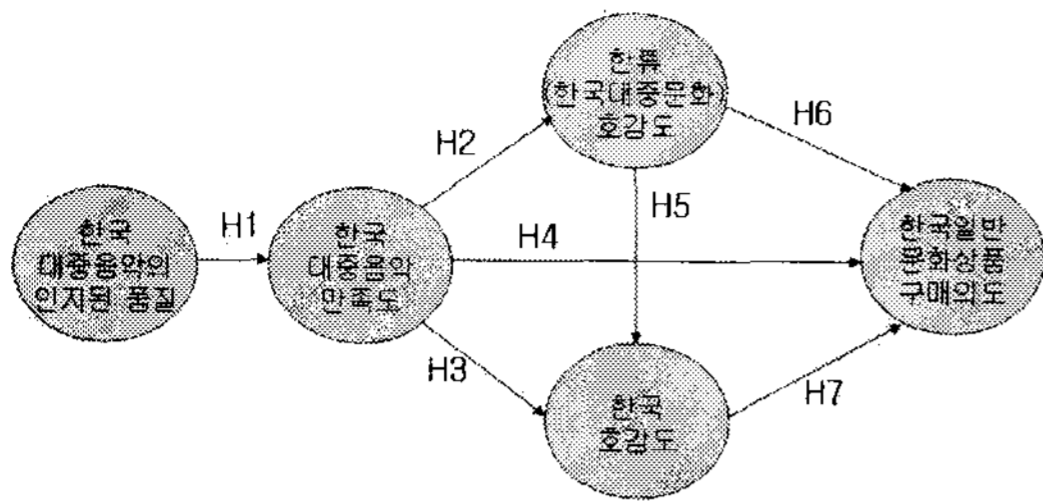 한류
(한국대중문화)
호감도
H6
H2
한국
대중음악의
인지된 품질
H1
한국
대중음악
만족도
H5
H4
한국일반
문화상품
구매의도
H3
한국
호감도
H7